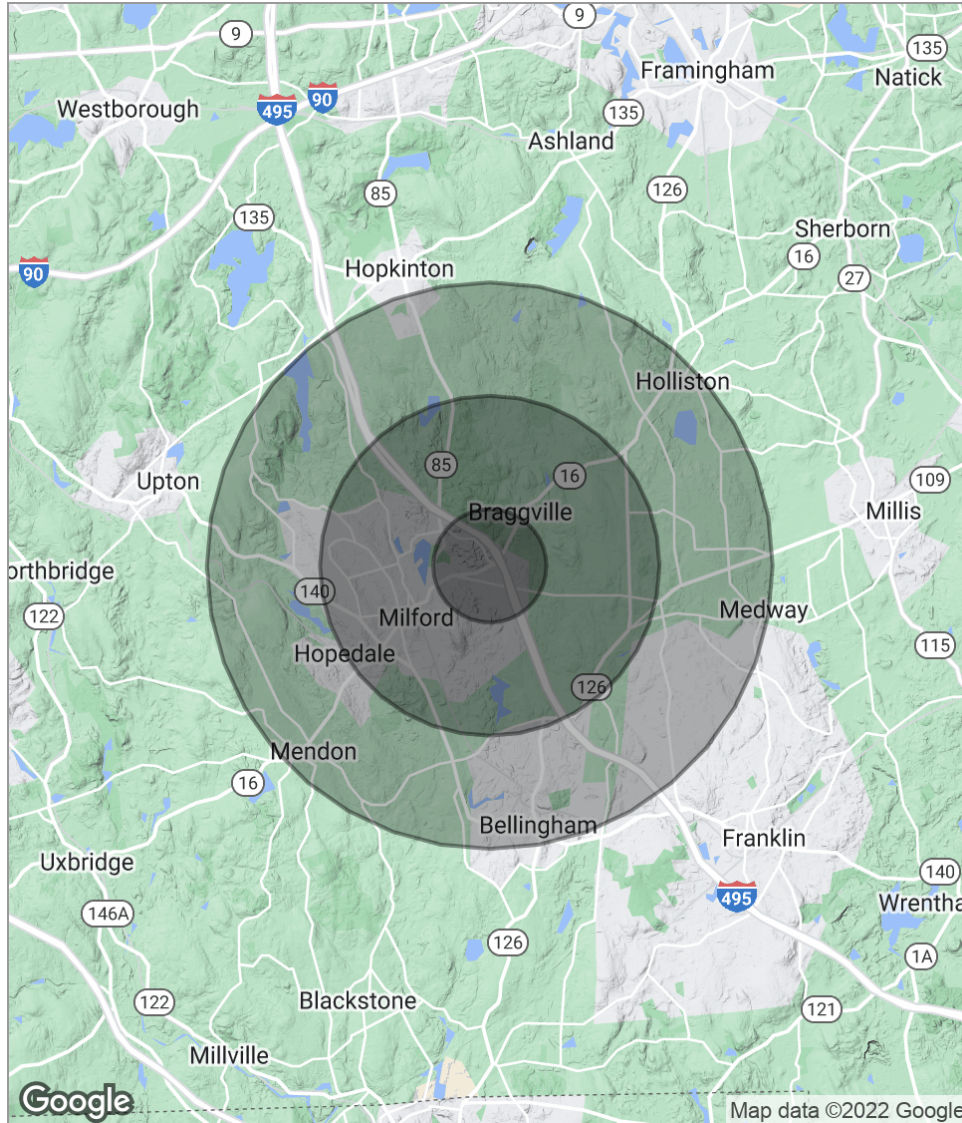 9
9
Framingham
135
Natick
Westborough
90
495
135
Ashland
126
85
135
Sherborn
16
Hopkinton
90
27
Holliston
85
16
109
Upton
Braggville
Millis
orthbridge
140
122
Milford
Medway
Hopedale
115
126
Mendon
16
Bellingham
Franklin
Uxbridge
140
495
146A
Wrentha
126
1A
Blackstone
122
121
Millville
Google
Map data ©2022 Google